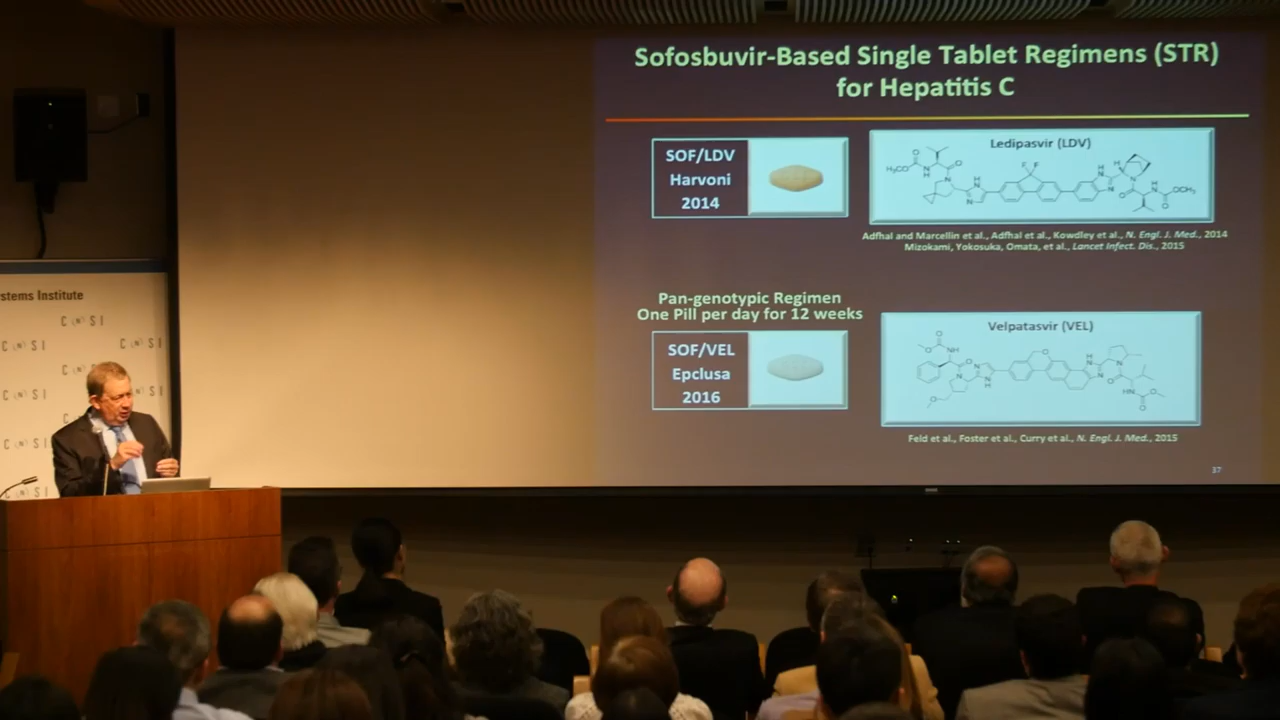 Sofosbuvir-Based Single Tablet Regimens (STR)
for Hepatitis C
SOF/LDV
Harvoni
2014
Ledipasvir (LDV)
Adfhal and Marcellin et al., Adfhal et al., Kowdley et al., N. Engl. J. Med., 2014
Mizokami, Yokosuka, Omata, et al., Lancet Infect. Dis., 2015
Pan-genotypic Regimen
One Pill per day for 12 weeks
SOF/VEL
Epclusa
2016
Velpatasvir (VEL)
Feld et al., Foster et al., Curry et al., N. Engl. J. Med., 2015
37
stems Institute
C N S I
C N S I
C N S I